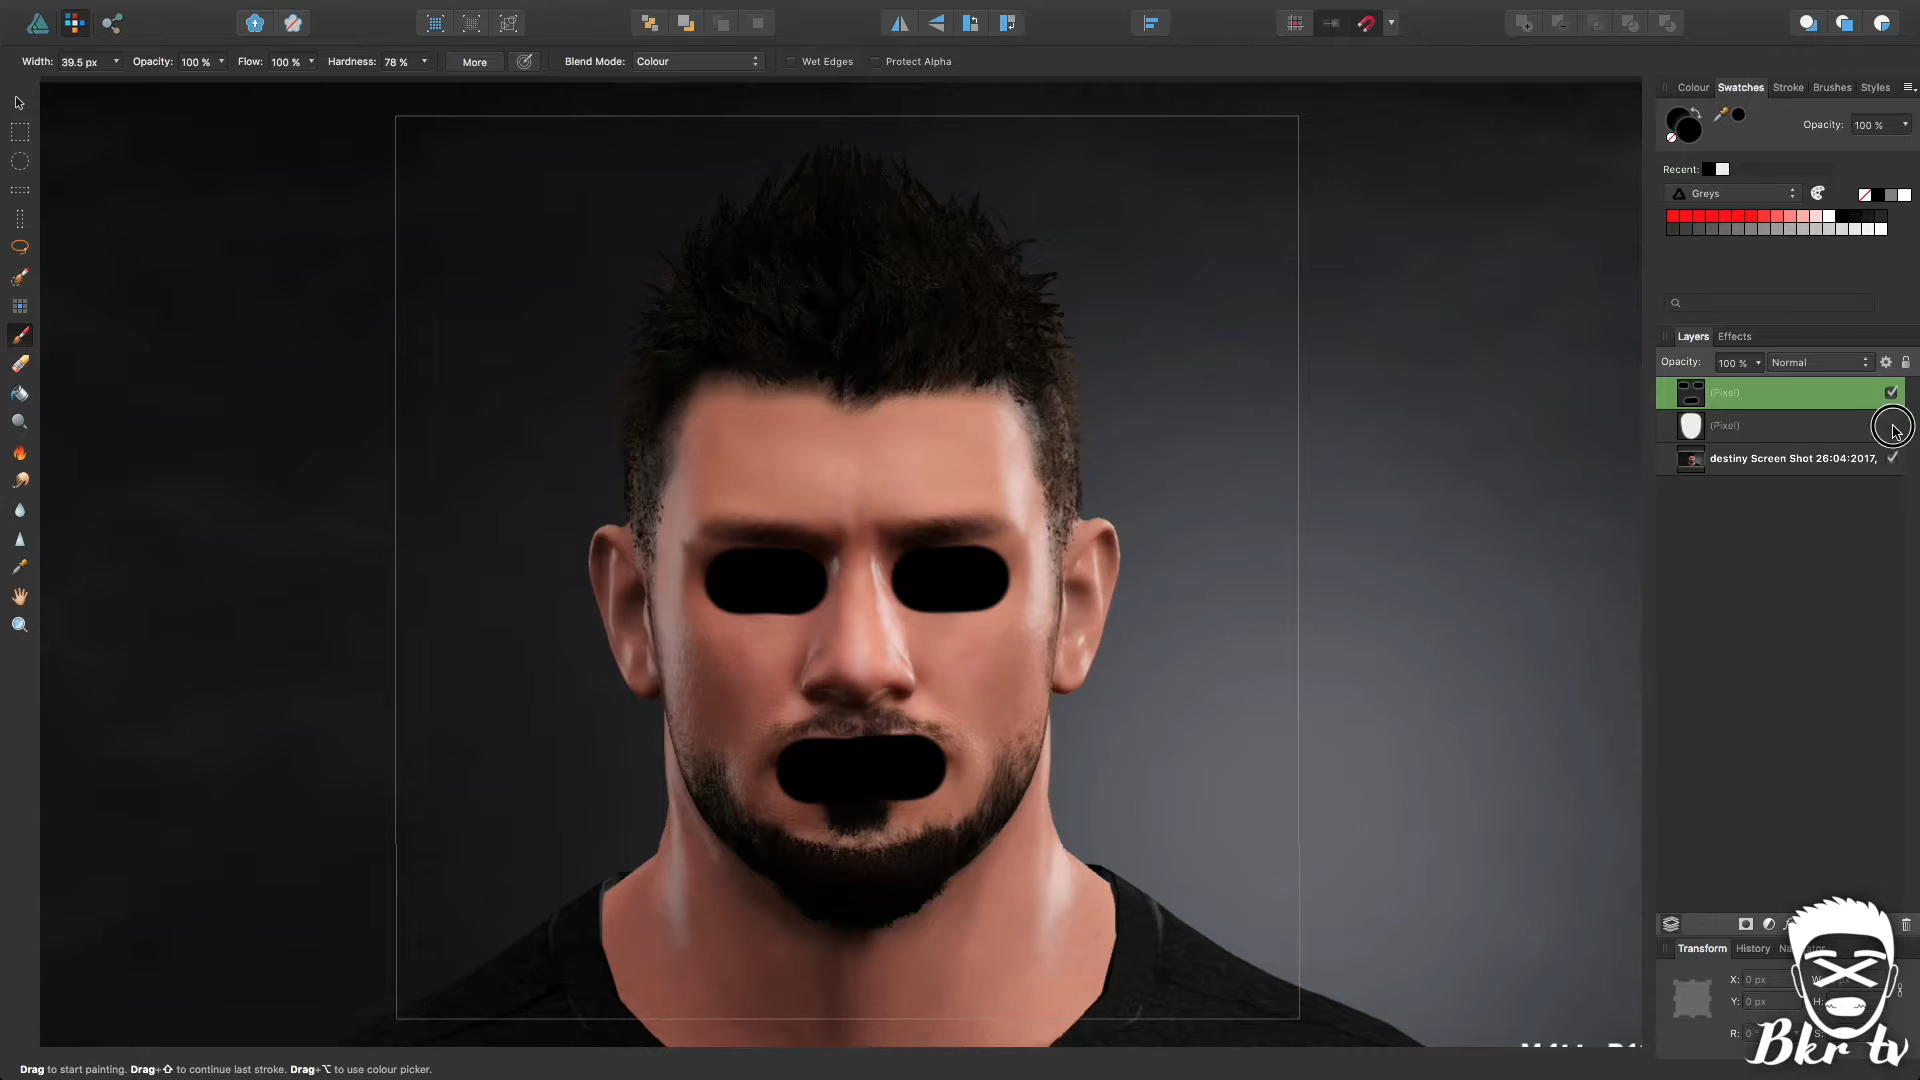 Width: 39.5 px Opacity: 100 % Flow: 100 % Hardness: 78 % More Blend Mode: Colour Wet Edges Protect Alpha
Colour Swatches Stroke Brushes Styles
Opacity: 100 %
Recent:
Greys
Layers Effects
Opacity: 100 % Normal
(Pixel)
(Pixel)
destiny Screen Shot 26:04:2017,
Transform History
X: 0 px
Y: 0 px
R:
Bkr tv
Drag to start painting. Drag+⇧ to continue last stroke. Drag+⌥ to use colour picker.